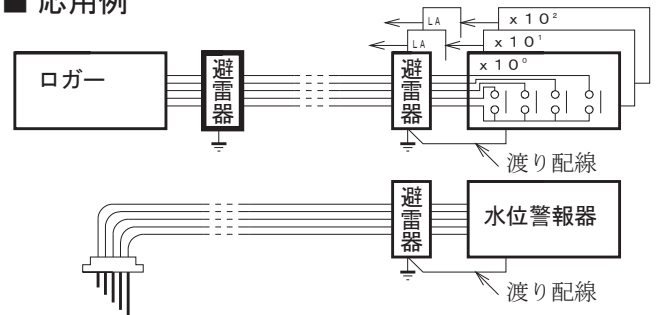 ■ 応用例
LA
x 10²
LA
x 10¹
x 10⁰
ロガー
避雷器
避雷器
渡り配線
避雷器
水位警報器
渡り配線